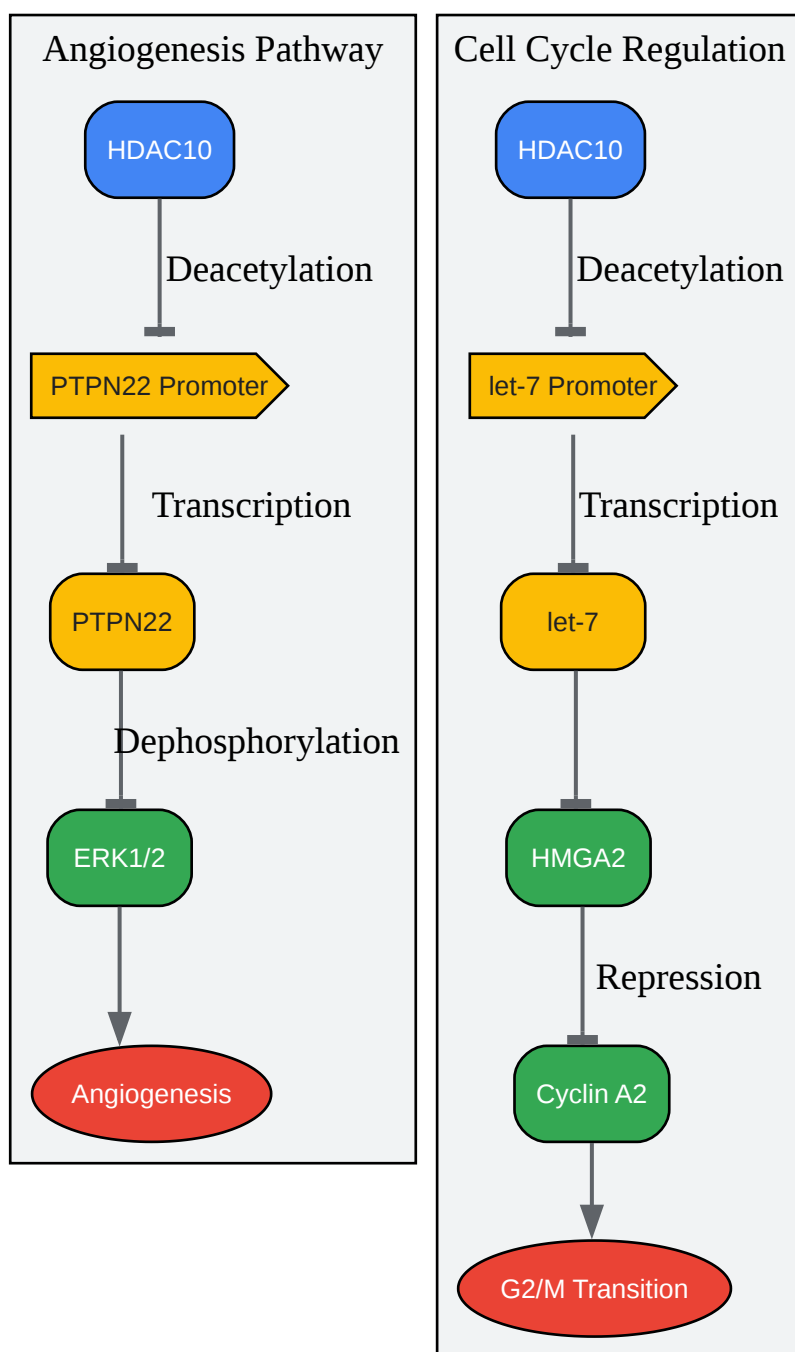 Angiogenesis Pathway
HDAC10
Deacetylation
PTPN22 Promoter
Transcription
PTPN22
Dephosphorylation
ERK1/2
Angiogenesis
Cell Cycle Regulation
HDAC10
Deacetylation
let-7 Promoter
Transcription
let-7
HMGA2
Repression
Cyclin A2
G2/M Transition